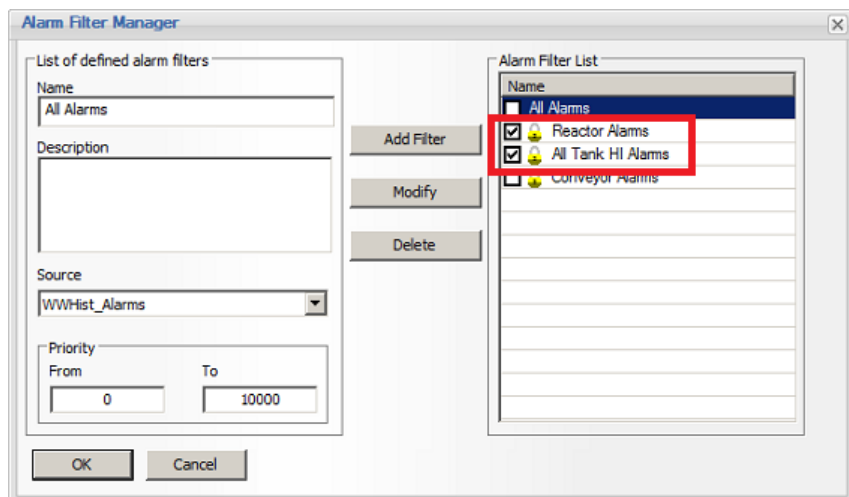 Alarm Filter Manager
List of defined alarm filters
Name
All Alarms
Description
Source
WWHist_Alarms
Priority
From To
0 10000
Add Filter
Modify
Delete
Alarm Filter List
Name
All Alarms
Reactor Alarms
All Tank HI Alarms
Conveyor Alarms
OK Cancel